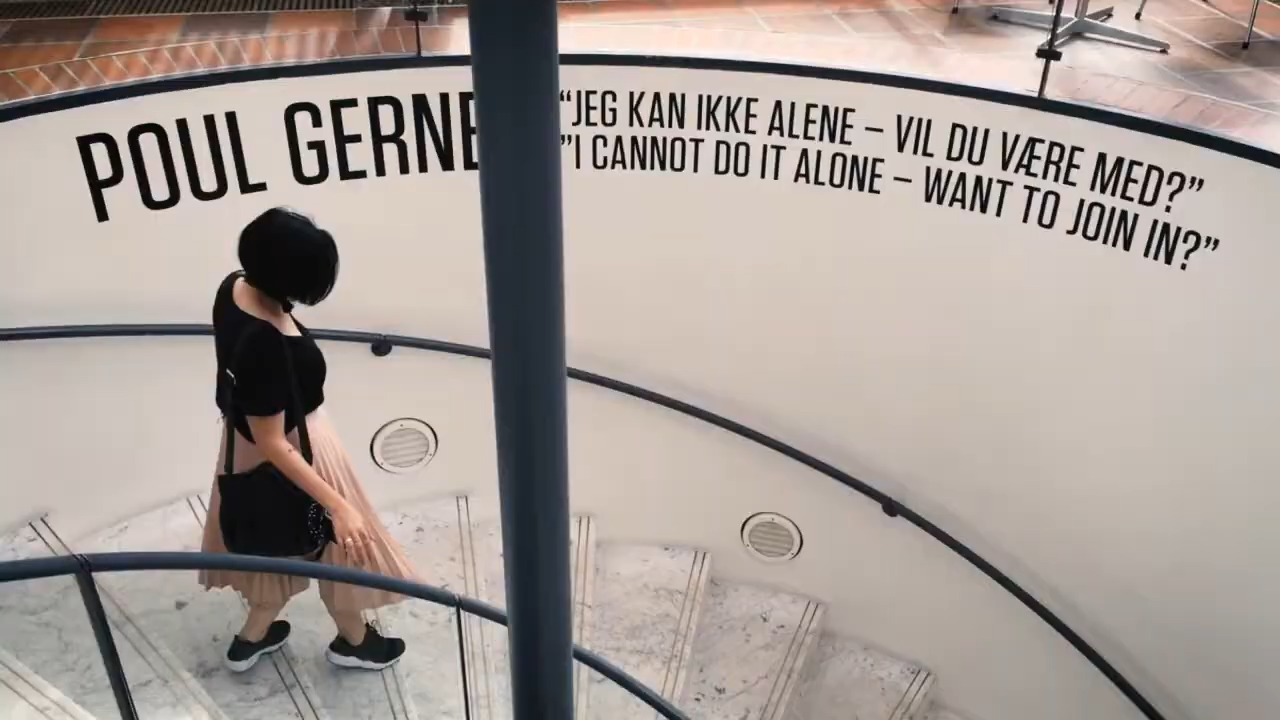 POUL GERNE
“JEG KAN IKKE ALENE – VIL DU VÆRE MED?”
”I CANNOT DO IT ALONE – WANT TO JOIN IN?”